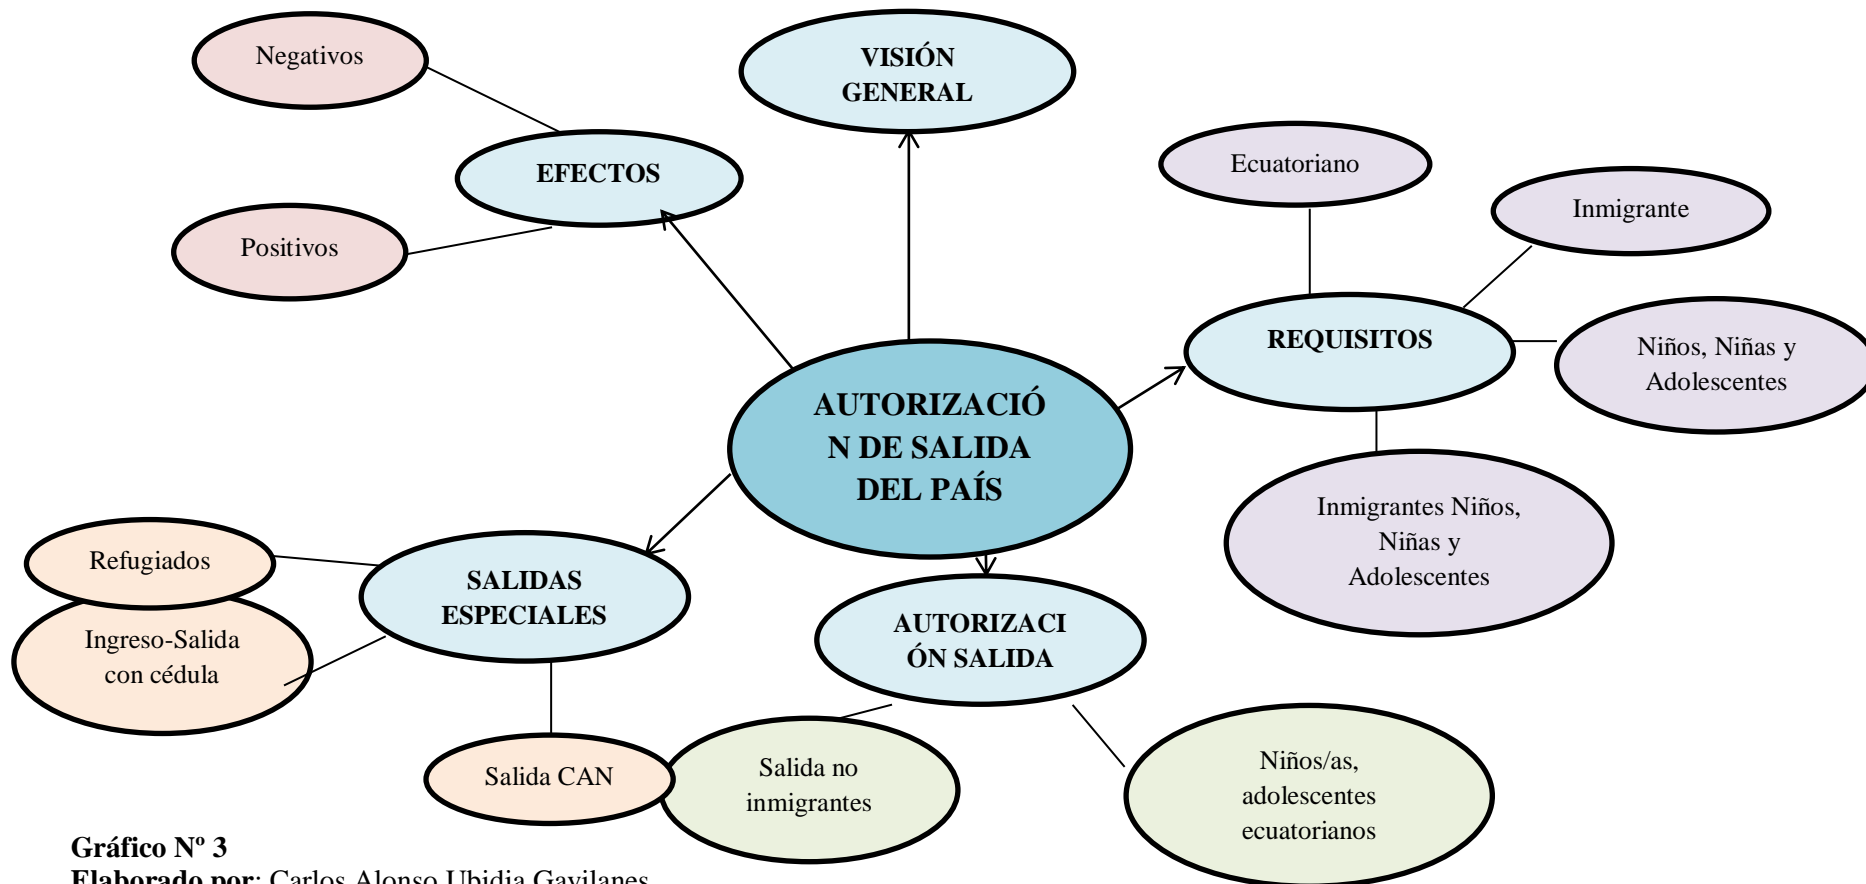 Negativos
VISIÓN
GENERAL
EFECTOS
Positivos
Ecuatoriano
Inmigrante
REQUISITOS
Niños, Niñas y
Adolescentes
AUTORIZACIÓ
N DE SALIDA
DEL PAÍS
Inmigrantes Niños,
Niñas y
Adolescentes
Refugiados
Ingreso-Salida
con cédula
SALIDAS
ESPECIALES
AUTORIZACI
ÓN SALIDA
Salida CAN
Salida no
inmigrantes
Niños/as,
adolescentes
ecuatorianos
Gráfico Nº 3
Elaborado por: Carlos Alonso Ubidia Gavilanes